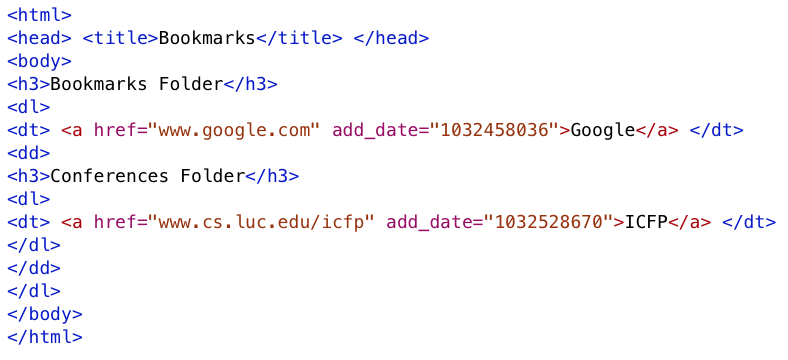 <html>
<head> <title>Bookmarks</title> </head>
<body>
<h3>Bookmarks Folder</h3>
<dl>
<dt> <a href="www.google.com" add_date="1032458036">Google</a> </dt>
<dd>
<h3>Conferences Folder</h3>
<dl>
<dt> <a href="www.cs.luc.edu/icfp" add_date="1032528670">ICFP</a> </dt>
</dl>
</dd>
</dl>
</body>
</html>